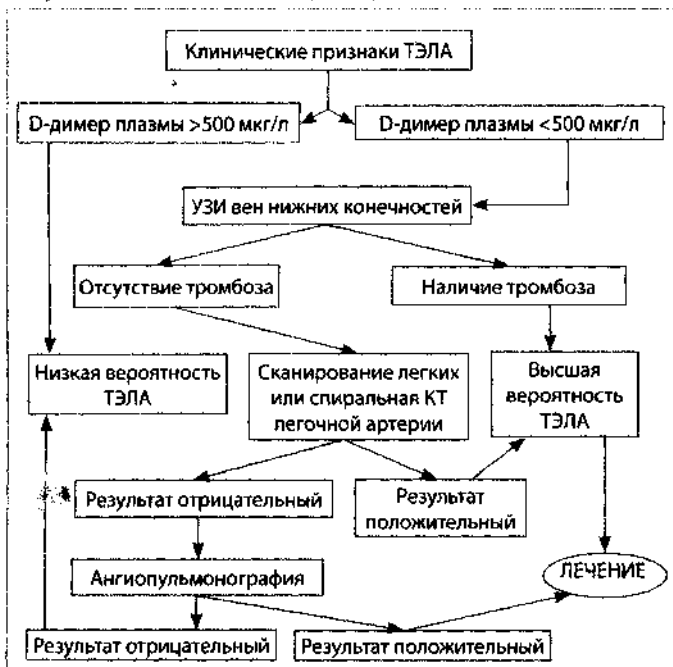 Клинические признаки ТЭЛА
D-димер плазмы >500 мкг/л
D-димер плазмы <500 мкг/л
УЗИ вен нижних конечностей
Отсутствие тромбоза
Наличие тромбоза
Низкая вероятность
ТЭЛА
Сканирование легких
или спиральная КТ
легочной артерии
Высшая
вероятность
ТЭЛА
Результат отрицательный
Результат
положительный
Ангиопульмонография
ЛЕЧЕНИЕ
Результат отрицательный
Результат положительный